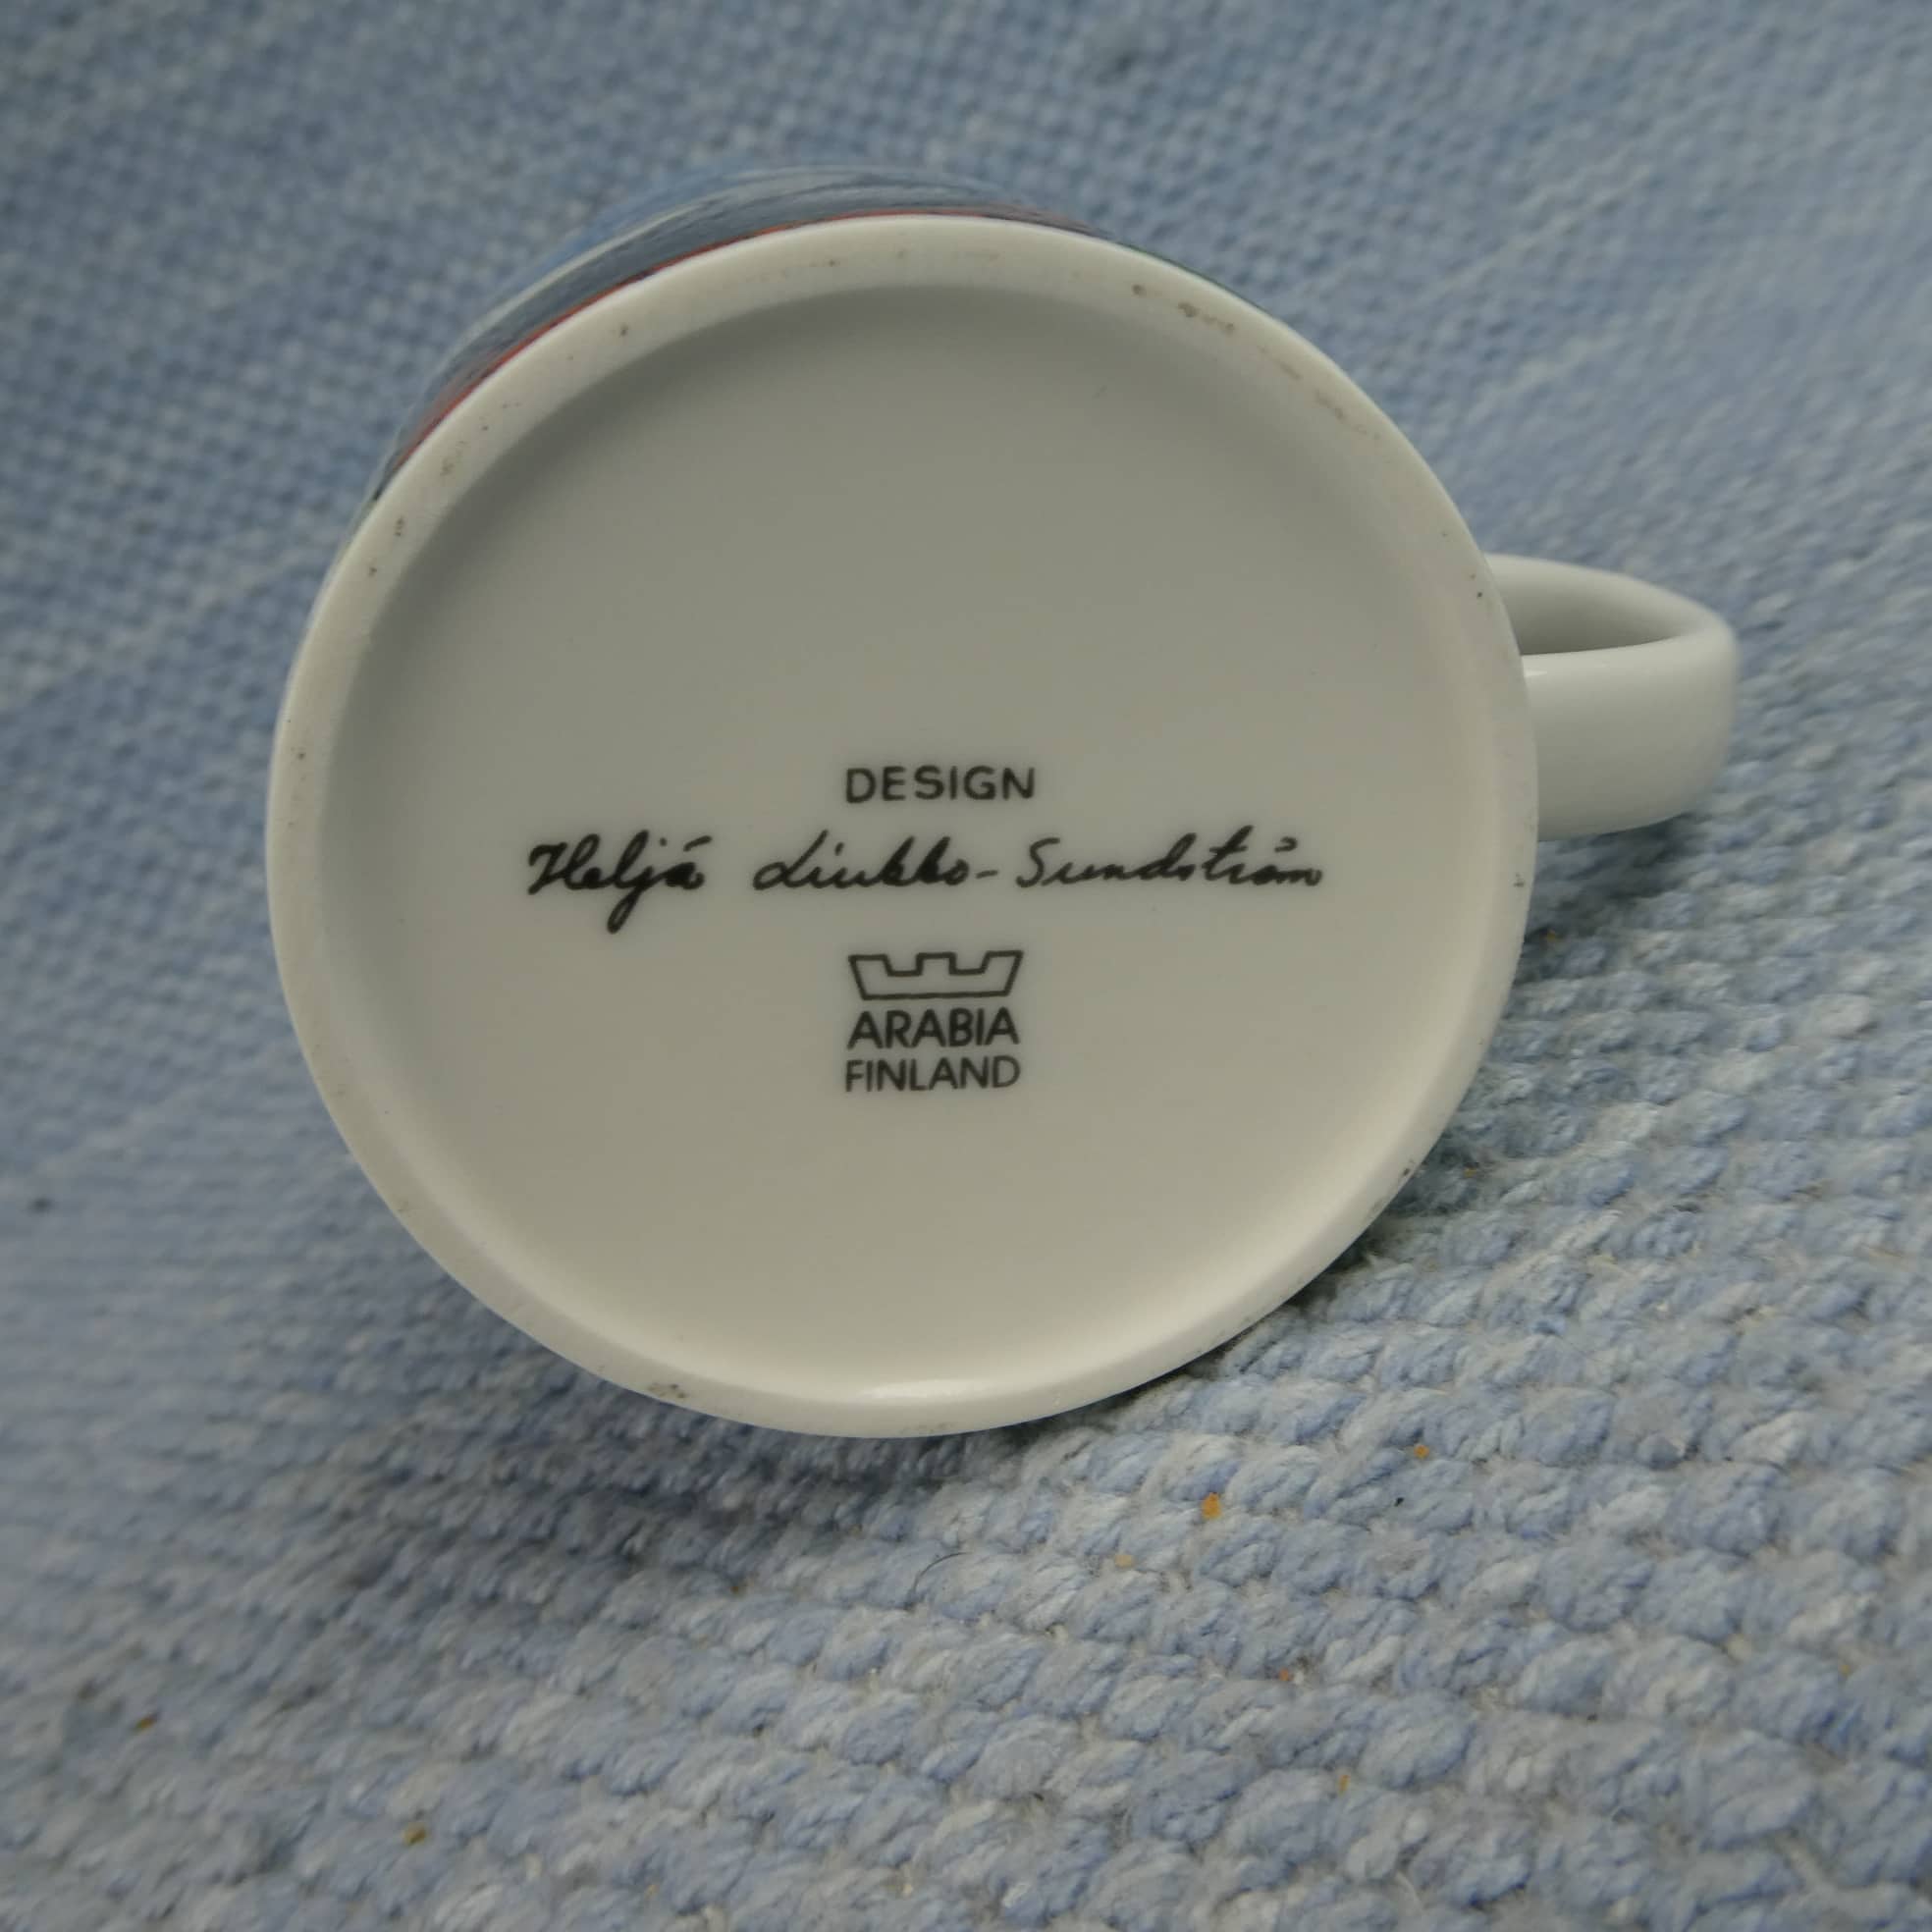 DESIGN
Heljä Liukko-Sundström
ARABIA
FINLAND